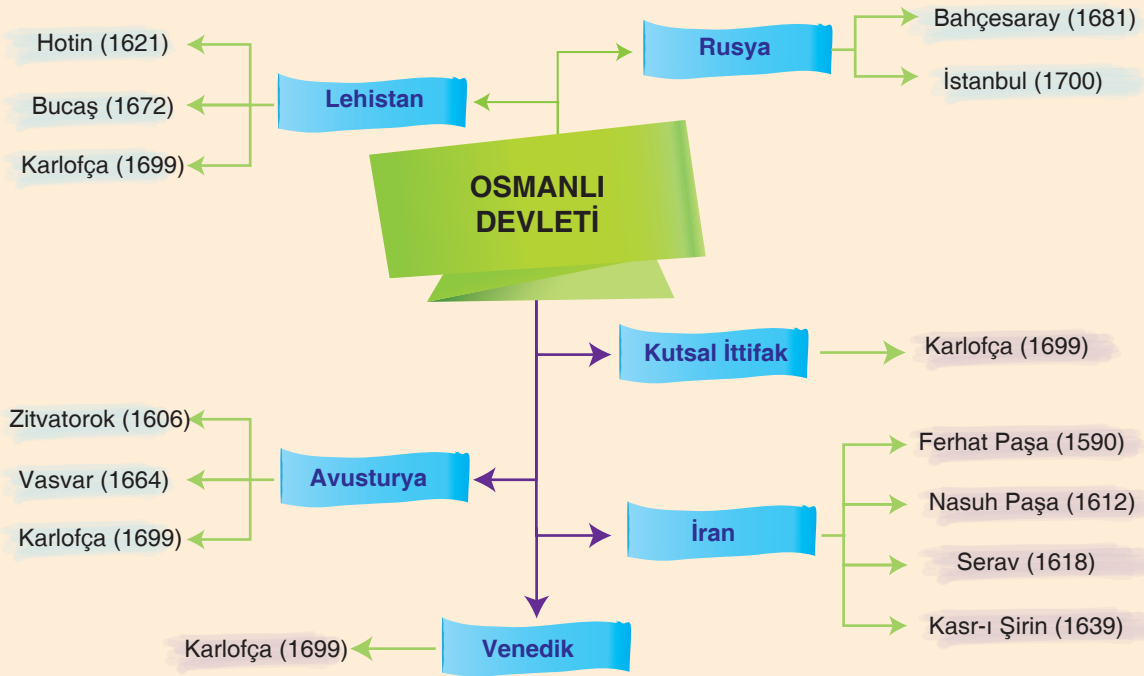 Hotin (1621)
Bucaş (1672)
Karlofça (1699)
Lehistan
Rusya
Bahçesaray (1681)
İstanbul (1700)
OSMANLI
DEVLETİ
Kutsal İttifak
Karlofça (1699)
Zitvatorok (1606)
Vasvar (1664)
Karlofça (1699)
Avusturya
İran
Ferhat Paşa (1590)
Nasuh Paşa (1612)
Serav (1618)
Kasr-ı Şirin (1639)
Karlofça (1699)
Venedik